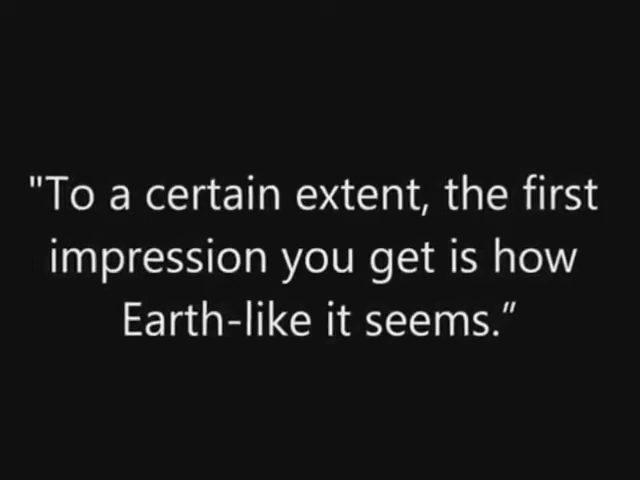 "To a certain extent, the first
impression you get is how
Earth-like it seems.”